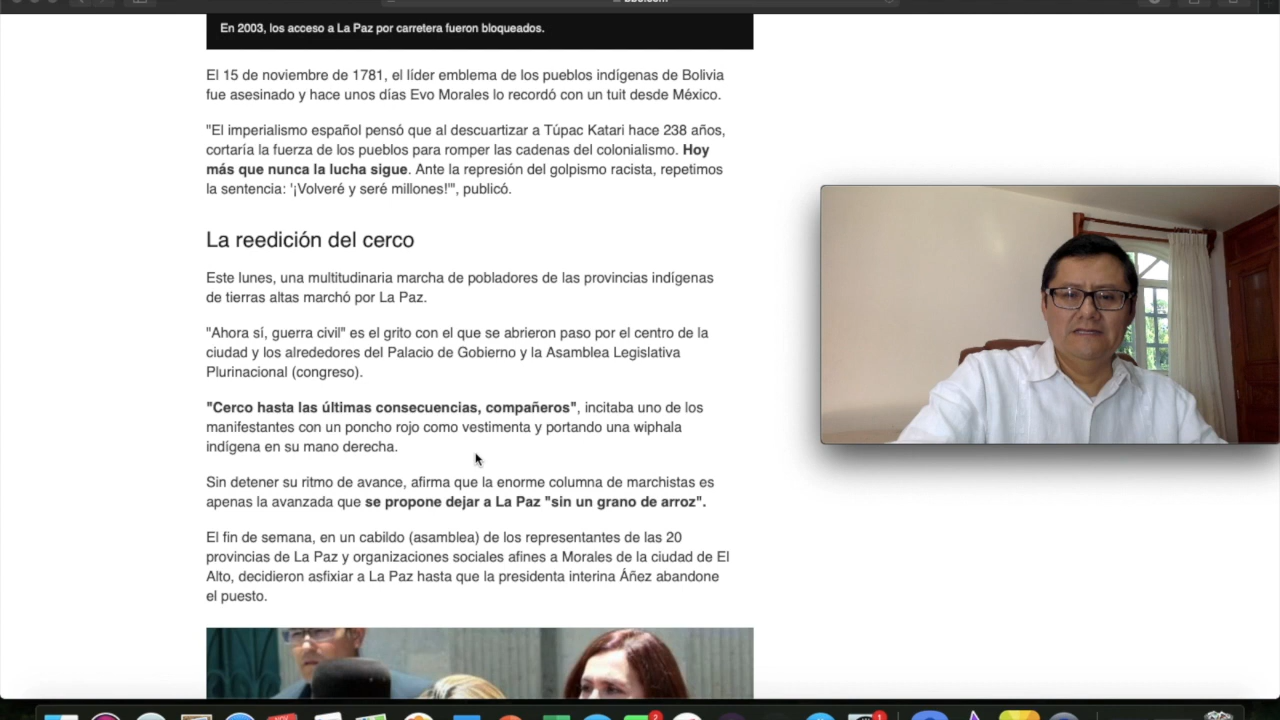 En 2003, los acceso a La Paz por carretera fueron bloqueados.
El 15 de noviembre de 1781, el líder emblema de los pueblos indígenas de Bolivia
fue asesinado y hace unos días Evo Morales lo recordó con un tuit desde México.
"El imperialismo español pensó que al descuartizar a Túpac Katari hace 238 años,
cortaría la fuerza de los pueblos para romper las cadenas del colonialismo. Hoy
más que nunca la lucha sigue. Ante la represión del golpismo racista, repetimos
la sentencia: '¡Volveré y seré millones!'", publicó.
La reedición del cerco
Este lunes, una multitudinaria marcha de pobladores de las provincias indígenas
de tierras altas marchó por La Paz.
"Ahora sí, guerra civil" es el grito con el que se abrieron paso por el centro de la
ciudad y los alrededores del Palacio de Gobierno y la Asamblea Legislativa
Plurinacional (congreso).
"Cerco hasta las últimas consecuencias, compañeros", incitaba uno de los
manifestantes con un poncho rojo como vestimenta y portando una wiphala
indígena en su mano derecha.
Sin detener su ritmo de avance, afirma que la enorme columna de marchistas es
apenas la avanzada que se propone dejar a La Paz "sin un grano de arroz".
El fin de semana, en un cabildo (asamblea) de los representantes de las 20
provincias de La Paz y organizaciones sociales afines a Morales de la ciudad de El
Alto, decidieron asfixiar a La Paz hasta que la presidenta interina Áñez abandone
el puesto.
NOV
2
1